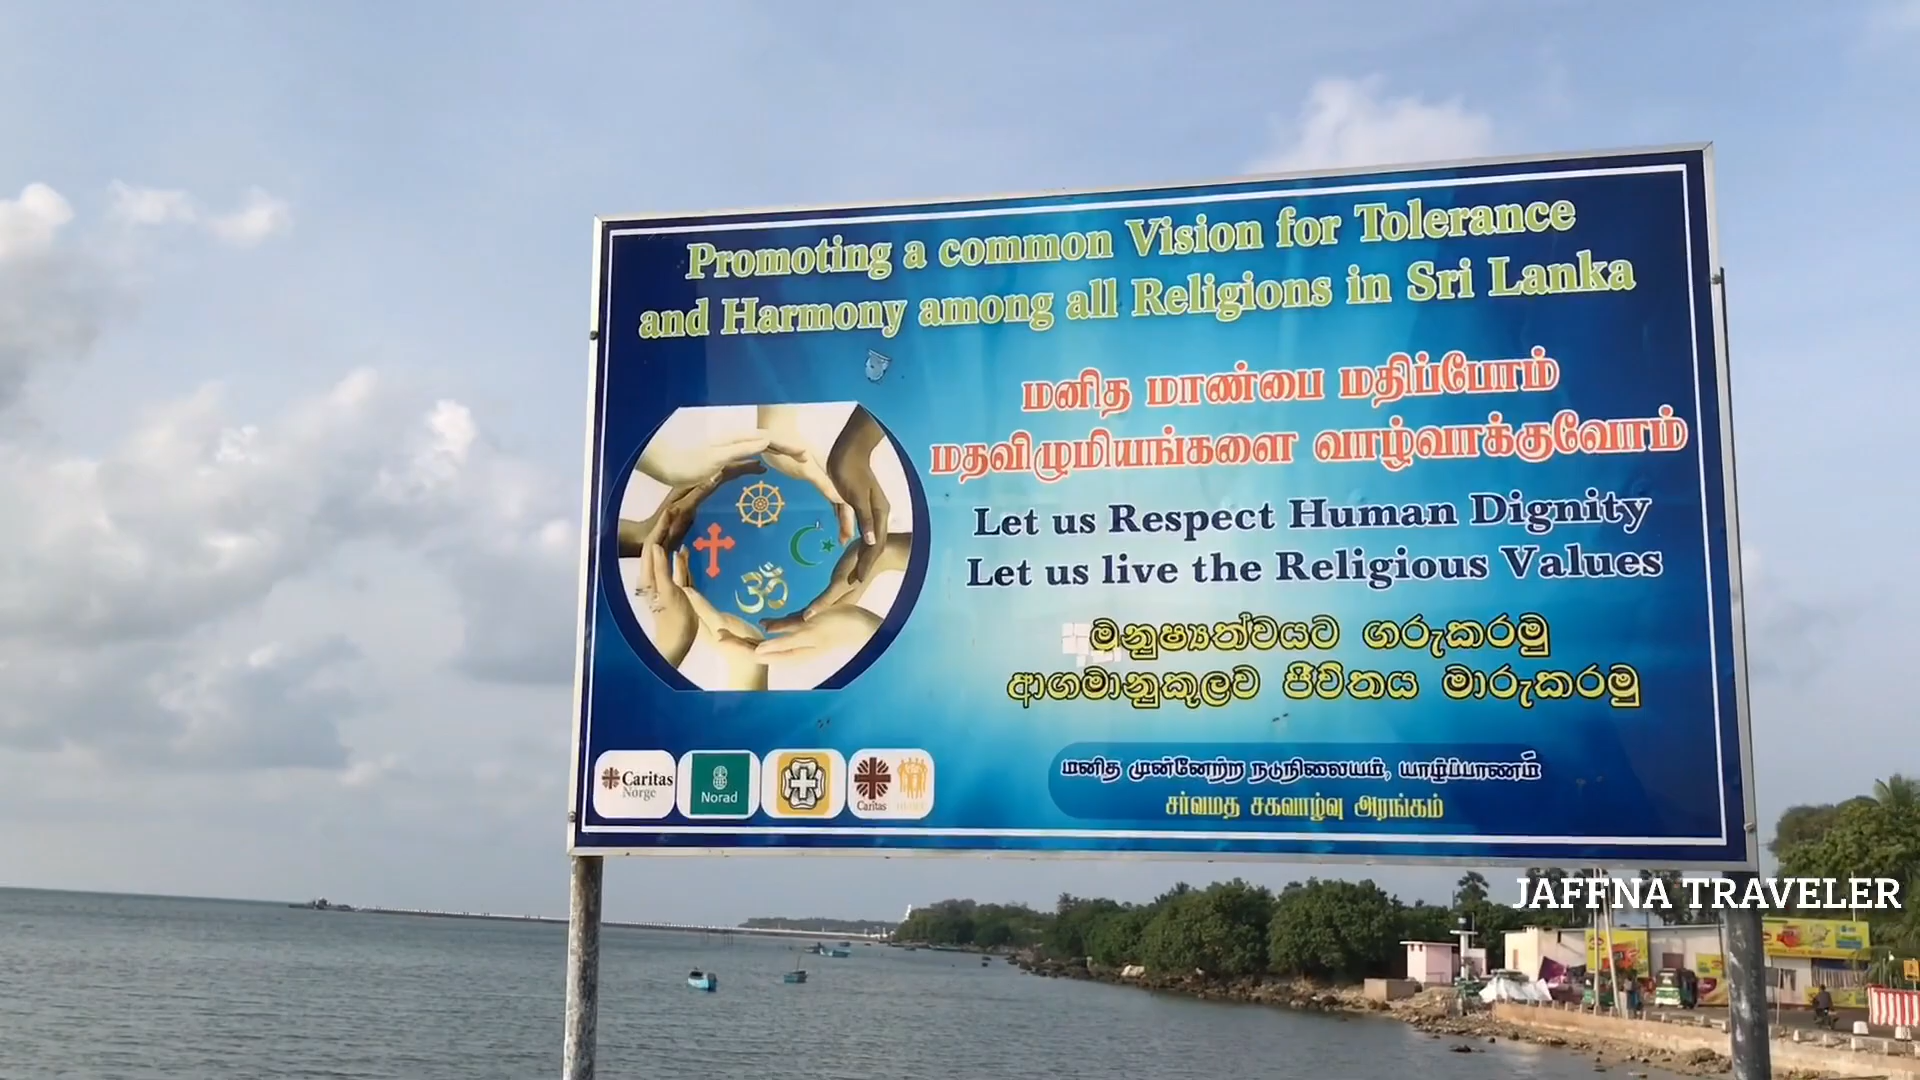 Promoting a common Vision for Tolerance
and Harmony among all Religions in Sri Lanka
மனித மாண்பை மதிப்போம்
மதவிழுமியங்களை வாழ்வாக்குவோம்
Let us Respect Human Dignity
Let us live the Religious Values
මනුෂ්‍යත්වයට ගරුකරමු
ආගමානුකූලව ජීවිතය මාරුකරමු
Caritas
Norge
Norad
Caritas
மனித முன்னேற்ற நடுநிலையம், யாழ்ப்பாணம்
சர்வமத சகவாழ்வு அரங்கம்
JAFFNA TRAVELER